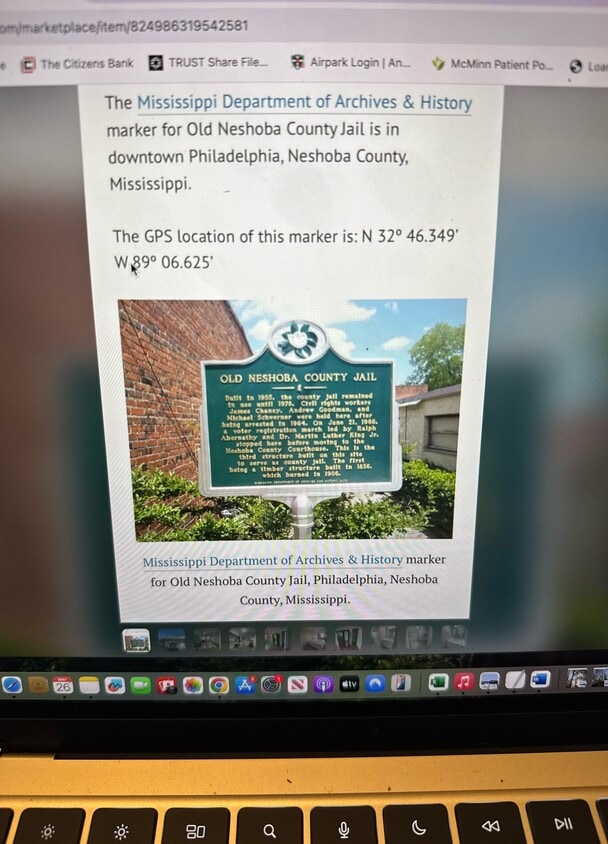 om/marketplace/item/824986319542581
e The Citizens Bank TRUST Share File... Airpark Login | An... McMinn Patient Po... Loa
The Mississippi Department of Archives & History
marker for Old Neshoba County Jail is in
downtown Philadelphia, Neshoba County,
Mississippi.
The GPS location of this marker is: N 32° 46.349'
W 89° 06.625'
OLD NESHOBA COUNTY JAIL
Built in 1955, the county jail remained
in use until 1978. Civil rights workers
James Chaney, Andrew Goodman, and
Michael Schwerner were held here after
being arrested in 1964. On June 21, 1966,
a voter registration march led by Ralph
Abernathy and Dr. Martin Luther King Jr.
stopped here before moving to the
Neshoba County Courthouse. This is the
third structure built on this site
to serve as county jail. The first
being a timber structure built in 1836,
which burned in 1906.
Mississippi Department of Archives & History marker
for Old Neshoba County Jail, Philadelphia, Neshoba
County, Mississippi.
MAY
26
tv